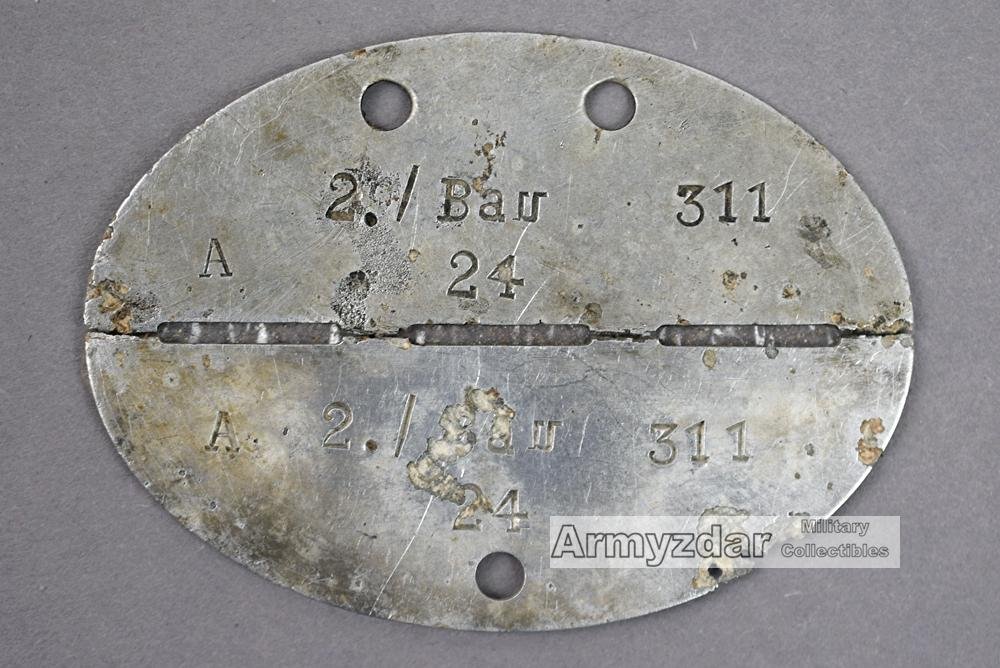 2./Bau 311
A 24
A 2./Bau 311
24
Armyzdar Military Collectibles